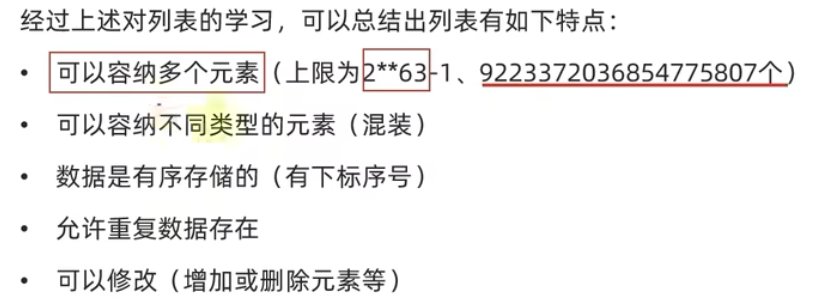 经过上述对列表的学习，可以总结出列表有如下特点：
• 可以容纳多个元素（上限为2**63-1、9223372036854775807个）
• 可以容纳不同类型的元素（混装）
• 数据是有序存储的（有下标序号）
• 允许重复数据存在
• 可以修改（增加或删除元素等）